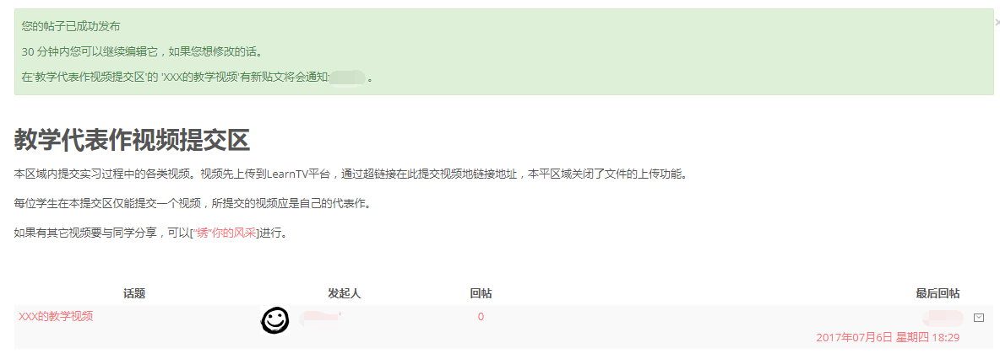 您的帖子已成功发布
30 分钟内您可以继续编辑它，如果您想修改的话。
在'教学代表作视频提交区'的 'XXX的教学视频'有新贴文将会通知 。
教学代表作视频提交区
本区域内提交实习过程中的各类视频。视频先上传到LearnTV平台，通过超链接在此提交视频地链接地址，本平区域关闭了文件的上传功能。
每位学生在本提交区仅能提交一个视频，所提交的视频应是自己的代表作。
如果有其它视频要与同学分享，可以[“绣”你的风采]进行。
话题 发起人 回帖 最后回帖
XXX的教学视频 0
2017年07月6日 星期四 18:29